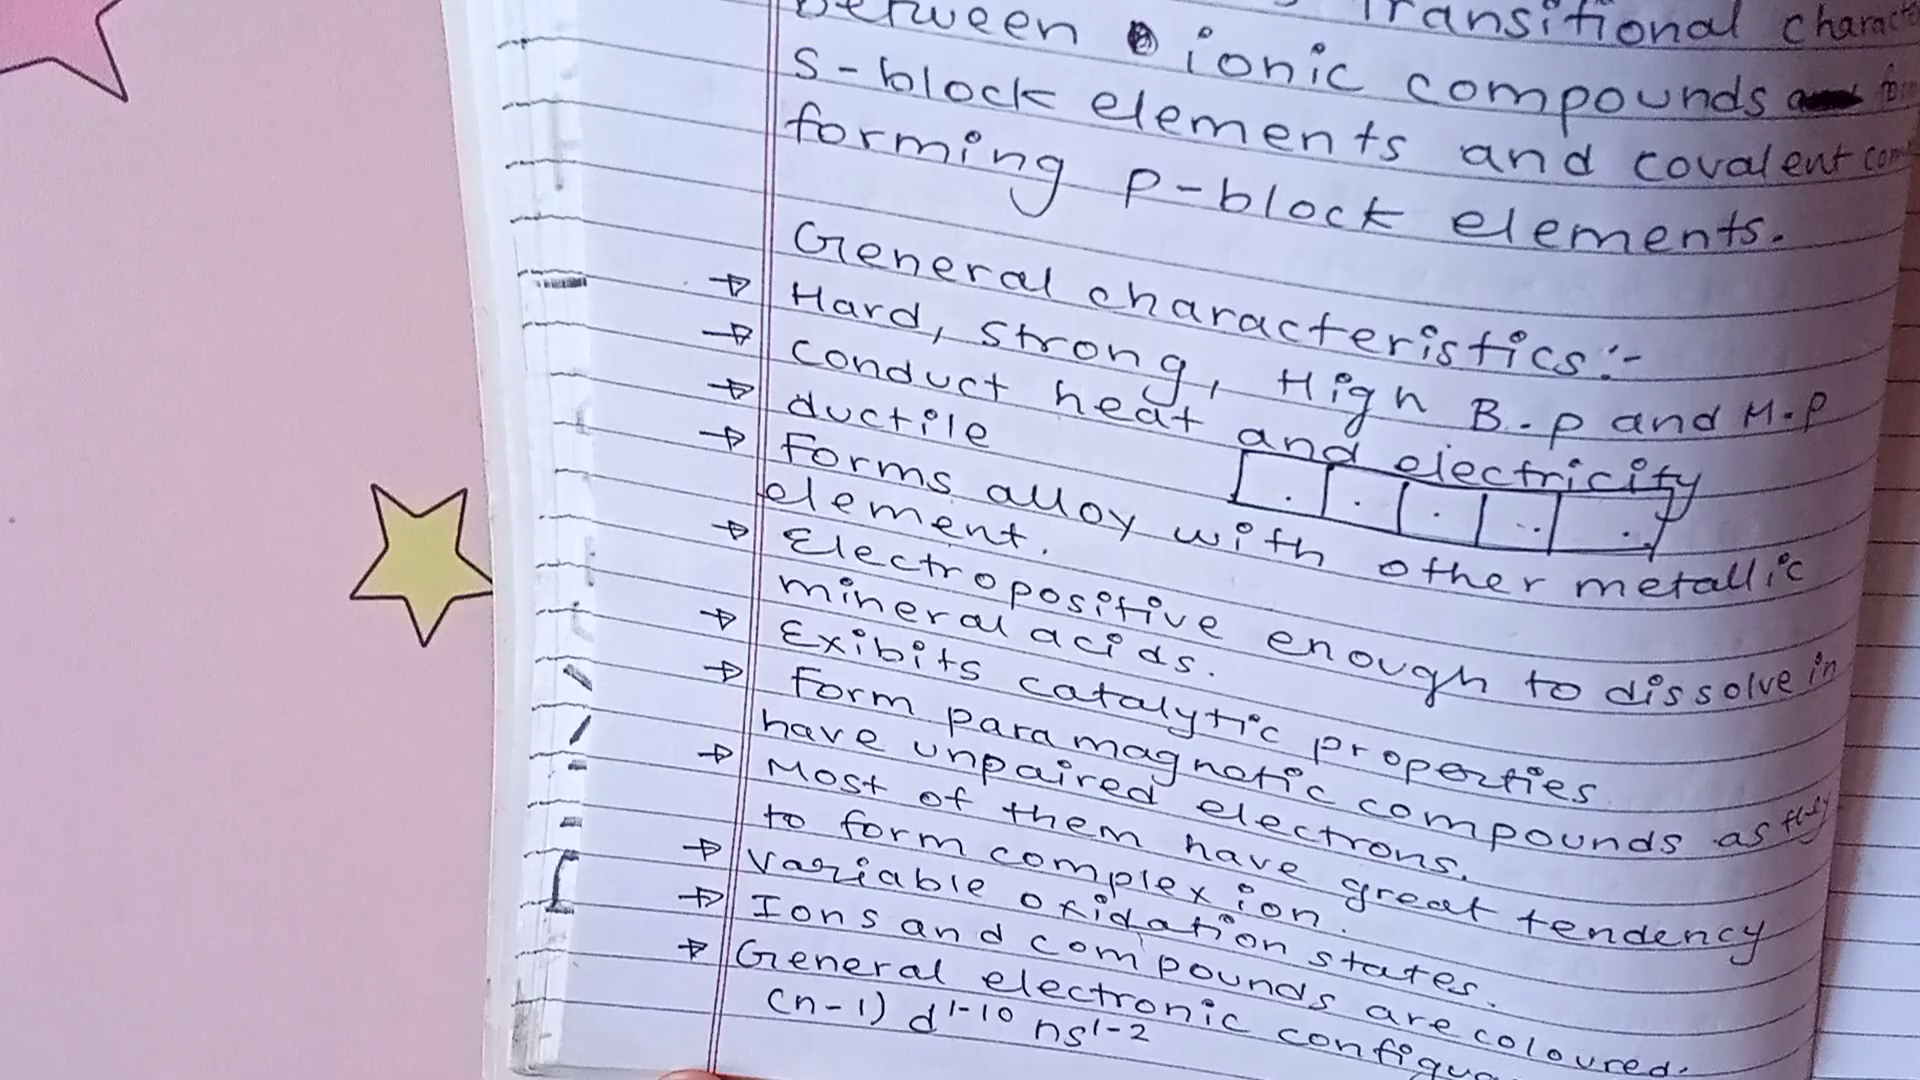 between ionic compounds
Transitional
s-block elements and covalent
forming p-block elements.
General characteristics:-
→ Hard, strong, High B.p and M.p
→ conduct heat and electricity
→ ductile
→ Forms alloy with other metallic
element.
→ Electropositive enough to dissolve in
mineral acids.
→ Exibits catalytic properties
→ Form paramagnetic compounds as they
have unpaired electrons.
→ Most of them have great tendency
to form complex ion.
→ variable oxidation states.
→ Ions and compounds are coloured.
→ General electronic
(n-1) d¹⁻¹⁰ ns¹⁻²